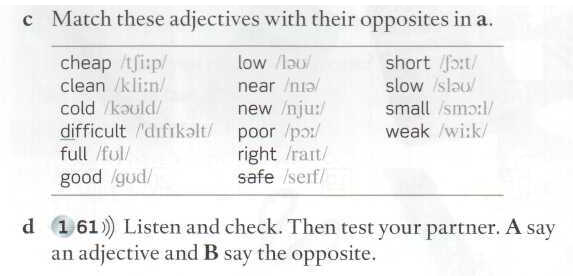 c Match these adjectives with their opposites in a.
cheap /tʃiːp/ low /ləʊ/ short /ʃɔːt/
clean /kliːn/ near /nɪə/ slow /sləʊ/
cold /kəʊld/ new /njuː/ small /smɔːl/
difficult /ˈdɪfɪkəlt/ poor /pɔː/ weak /wiːk/
full /fʊl/ right /raɪt/
good /gʊd/ safe /seɪf/
d 1 61)) Listen and check. Then test your partner. A say
an adjective and B say the opposite.